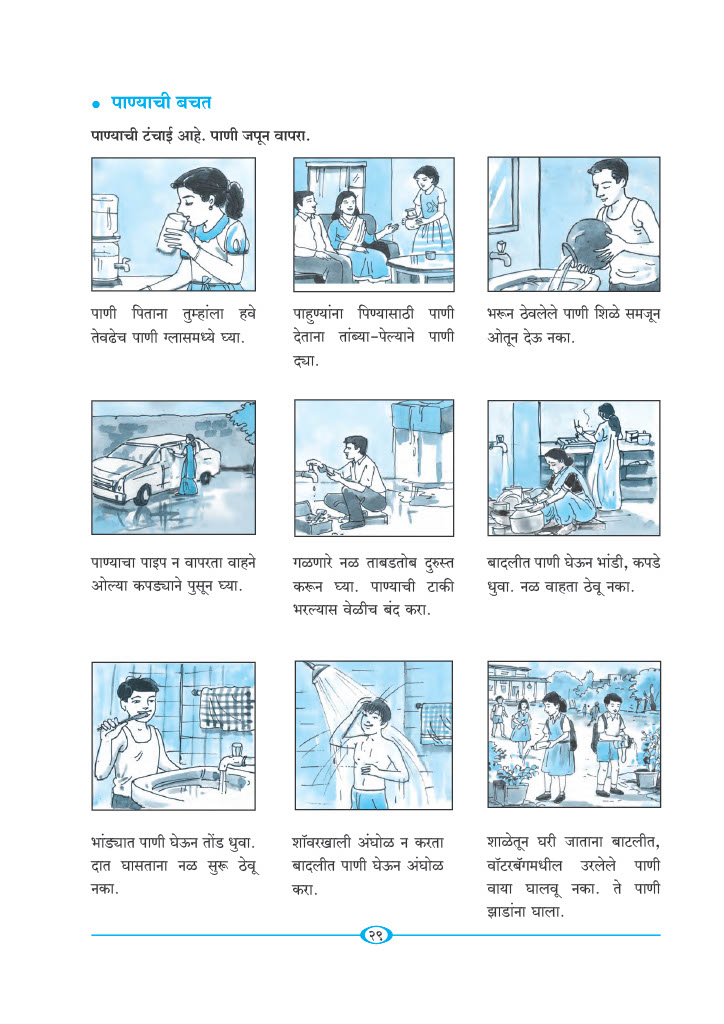 • पाण्याची बचत
पाण्याची टंचाई आहे. पाणी जपून वापरा.
पाणी पिताना तुम्हांला हवे
तेवढेच पाणी ग्लासमध्ये घ्या.
पाहुण्यांना पिण्यासाठी पाणी
देताना तांब्या-पेल्याने पाणी
द्या.
भरून ठेवलेले पाणी शिळे समजून
ओतून देऊ नका.
पाण्याचा पाइप न वापरता वाहने
ओल्या कपड्याने पुसून घ्या.
गळणारे नळ ताबडतोब दुरुस्त
करून घ्या. पाण्याची टाकी
भरल्यास वेळीच बंद करा.
बादलीत पाणी घेऊन भांडी, कपडे
धुवा. नळ वाहता ठेवू नका.
भांड्यात पाणी घेऊन तोंड धुवा.
दात घासताना नळ सुरू ठेवू
नका.
शॉवरखाली अंघोळ न करता
बादलीत पाणी घेऊन अंघोळ
करा.
शाळेतून घरी जाताना बाटलीत,
वॉटरबॅगमधील उरलेले पाणी
वाया घालवू नका. ते पाणी
झाडांना घाला.
२९